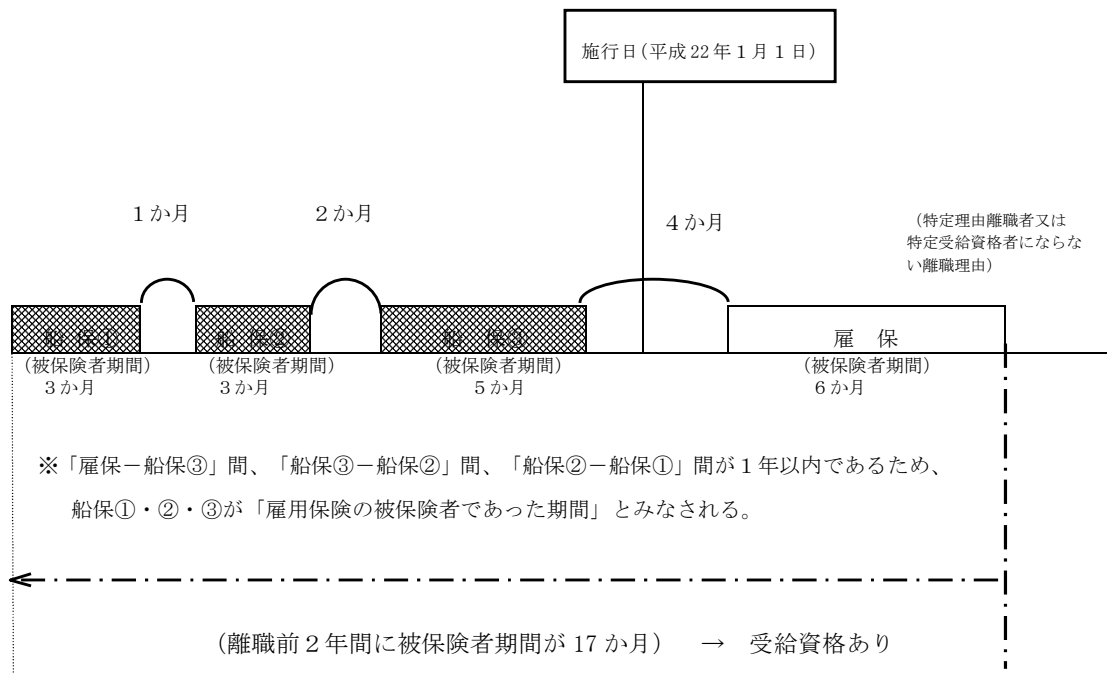 施行日(平成22年1月1日)
1か月
2か月
4か月
(特定理由離職者又は
特定受給資格者にならな
い離職理由)
船 保①
船 保②
船 保③
雇 保
(被保険者期間)
3か月
(被保険者期間)
3か月
(被保険者期間)
5か月
(被保険者期間)
6か月
※「雇保－船保③」間、「船保③－船保②」間、「船保②－船保①」間が1年以内であるため、
船保①・②・③が「雇用保険の被保険者であった期間」とみなされる。
(離職前2年間に被保険者期間が17か月) → 受給資格あり